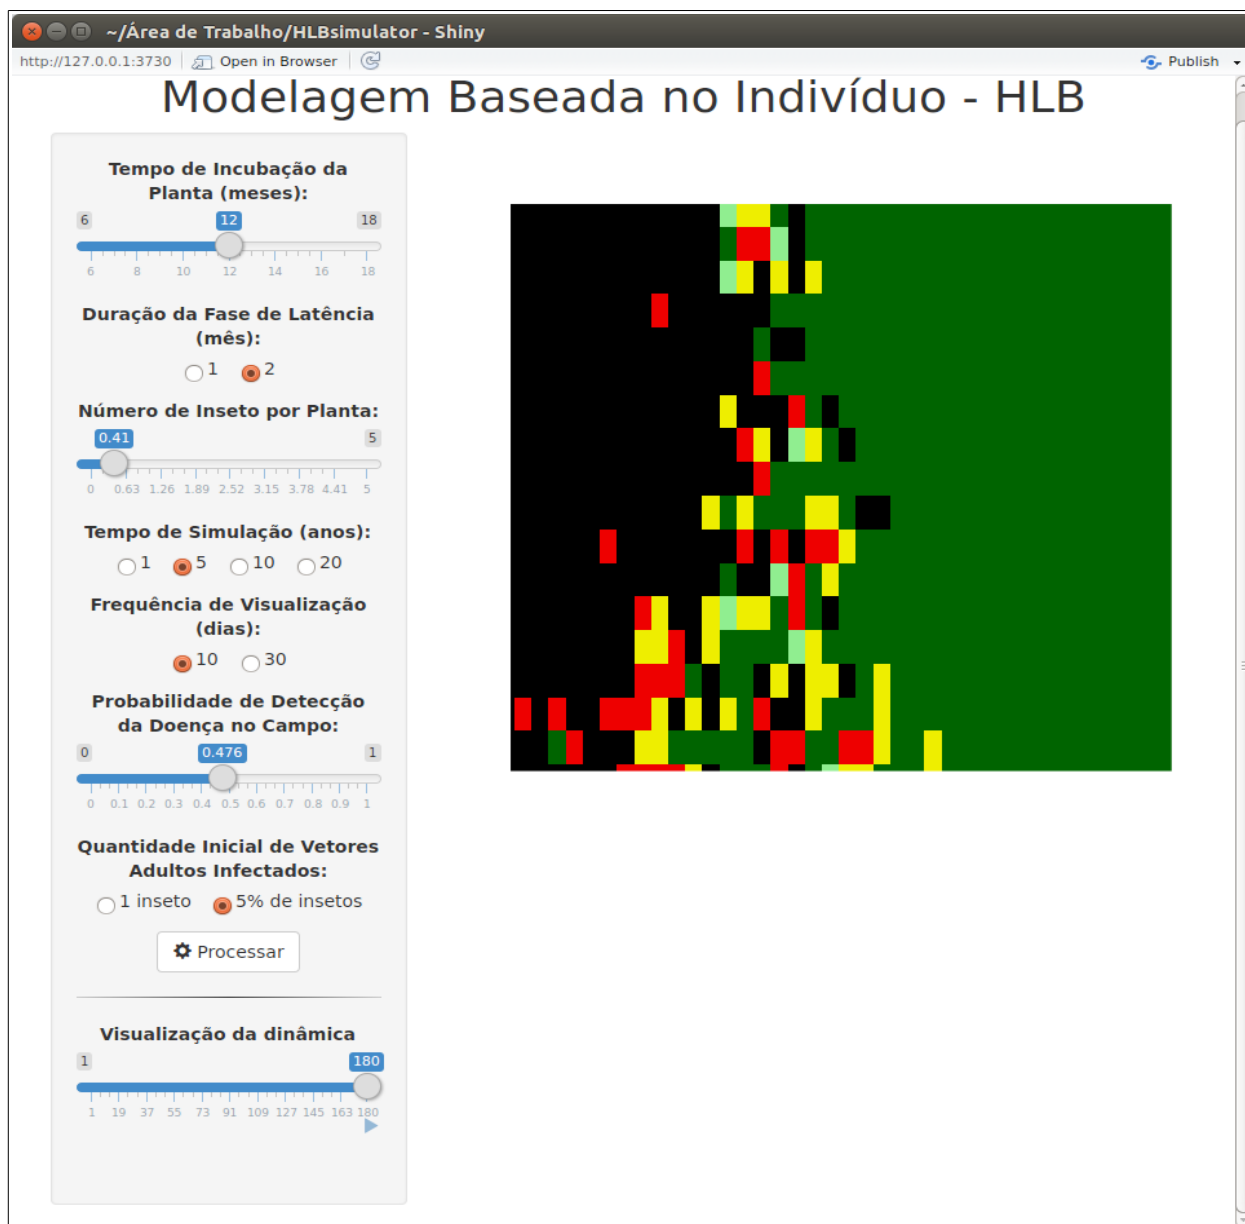 ~/Área de Trabalho/HLBsimulator - Shiny
http://127.0.0.1:3730 Open in Browser Publish
Modelagem Baseada no Indivíduo - HLB
Tempo de Incubação da
Planta (meses):
6 12 18
6 8 10 12 14 16 18
Duração da Fase de Latência
(mês):
1 2
Número de Inseto por Planta:
0.41 5
0 0.63 1.26 1.89 2.52 3.15 3.78 4.41 5
Tempo de Simulação (anos):
1 5 10 20
Frequência de Visualização
(dias):
10 30
Probabilidade de Detecção
da Doença no Campo:
0 0.476 1
0 0.1 0.2 0.3 0.4 0.5 0.6 0.7 0.8 0.9 1
Quantidade Inicial de Vetores
Adultos Infectados:
1 inseto 5% de insetos
Processar
Visualização da dinâmica
1 180
1 19 37 55 73 91 109 127 145 163 180